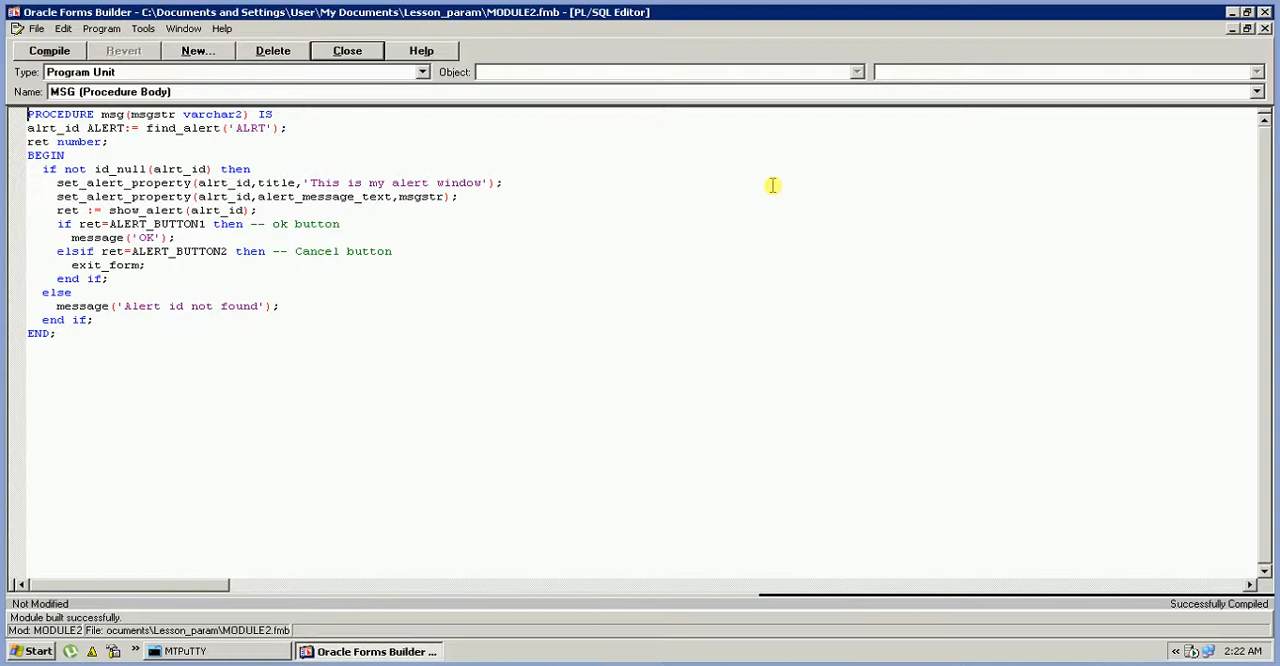 Oracle Forms Builder - C:\Documents and Settings\User\My Documents\Lesson_param\MODULE2.fmb - [PL/SQL Editor]
File Edit Program Tools Window Help
Compile Revert New... Delete Close Help
Type: Program Unit Object:
Name: MSG (Procedure Body)
PROCEDURE msg(msgstr varchar2) IS
alrt_id ALERT:= find_alert('ALRT');
ret number;
BEGIN
if not id_null(alrt_id) then
set_alert_property(alrt_id,title,'This is my alert window');
set_alert_property(alrt_id,alert_message_text,msgstr);
ret := show_alert(alrt_id);
if ret=ALERT_BUTTON1 then -- ok button
message('OK');
elsif ret=ALERT_BUTTON2 then -- Cancel button
exit_form;
end if;
else
message('Alert id not found');
end if;
END;
Not Modified Successfully Compiled
Module built successfully.
Mod: MODULE2 File: ocuments\Lesson_param\MODULE2.fmb
Start » MTPuTTY Oracle Forms Builder ... « 2:22 AM